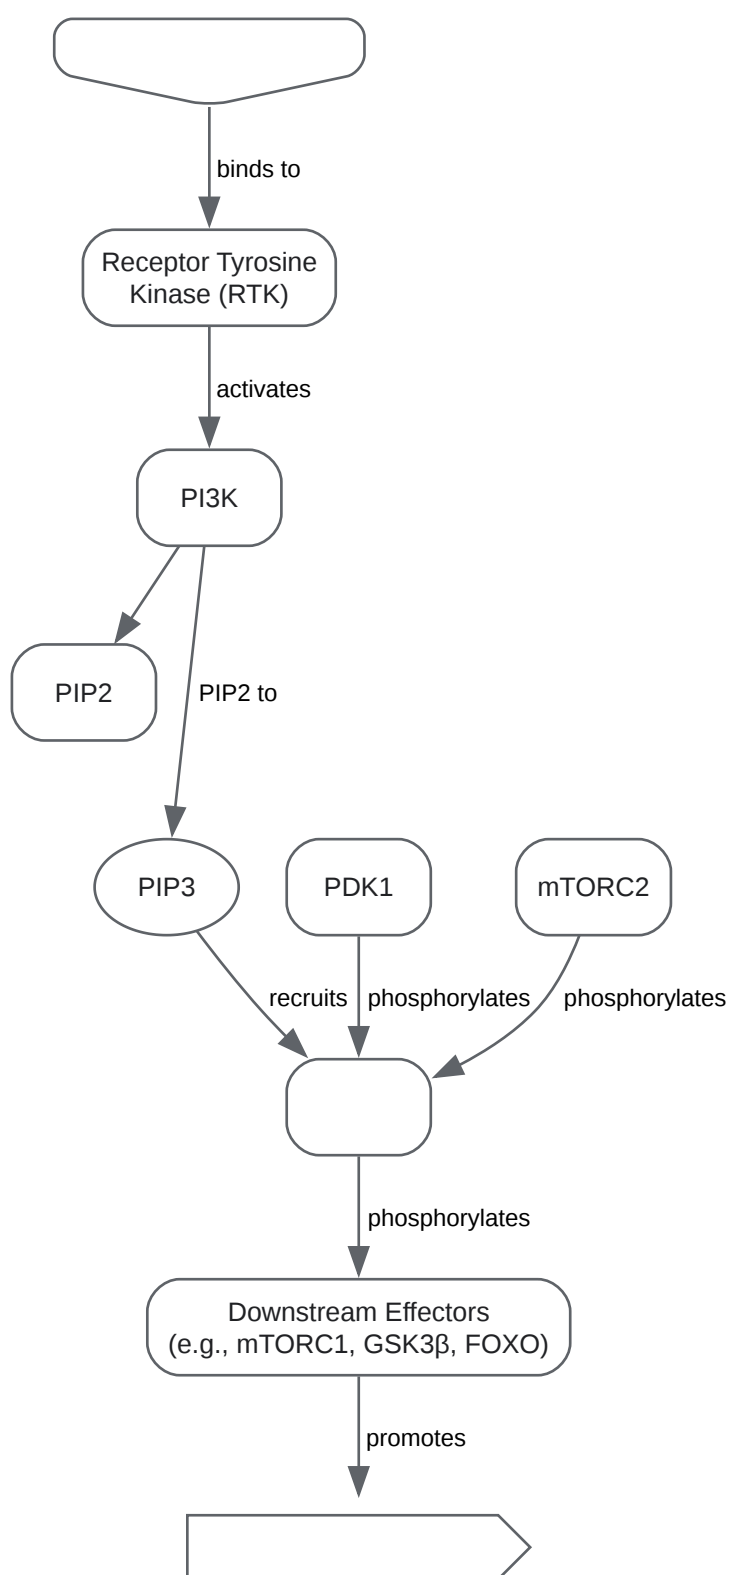 binds to
Receptor Tyrosine
Kinase (RTK)
activates
PI3K
PIP2
PIP2 to
PIP3
PDK1
mTORC2
recruits
phosphorylates
phosphorylates
phosphorylates
Downstream Effectors
(e.g., mTORC1, GSK3β, FOXO)
promotes